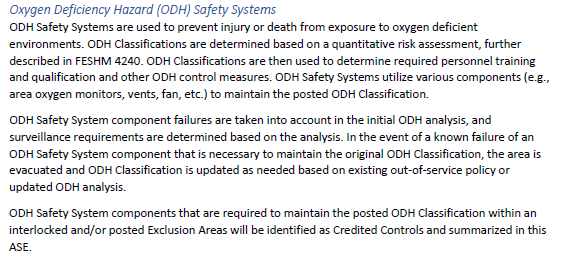 Oxygen Deficiency Hazard (ODH) Safety Systems
ODH Safety Systems are used to prevent injury or death from exposure to oxygen deficient
environments. ODH Classifications are determined based on a quantitative risk assessment, further
described in FESHM 4240. ODH Classifications are then used to determine required personnel training
and qualification and other ODH control measures. ODH Safety Systems utilize various components (e.g.,
area oxygen monitors, vents, fan, etc.) to maintain the posted ODH Classification.
ODH Safety System component failures are taken into account in the initial ODH analysis, and
surveillance requirements are determined based on the analysis. In the event of a known failure of an
ODH Safety System component that is necessary to maintain the original ODH Classification, the area is
evacuated and ODH Classification is updated as needed based on existing out-of-service policy or
updated ODH analysis.
ODH Safety System components that are required to maintain the posted ODH Classification within an
interlocked and/or posted Exclusion Areas will be identified as Credited Controls and summarized in this
ASE.